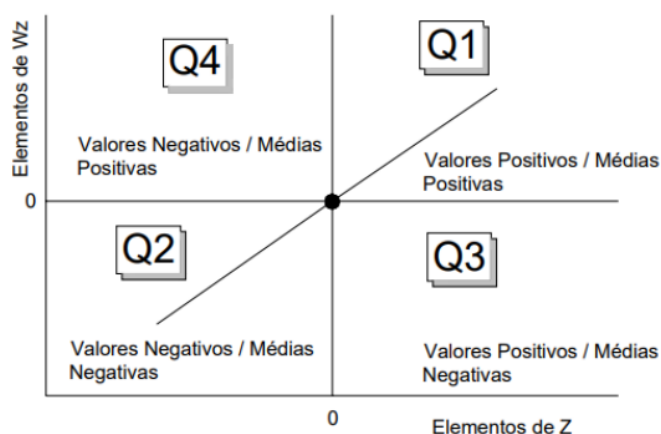 Elementos de Wz
Q4
Q1
Valores Negativos / Médias
Positivas
Valores Positivos / Médias
Positivas
0
Q2
Q3
Valores Negativos / Médias
Negativas
Valores Positivos / Médias
Negativas
0
Elementos de Z